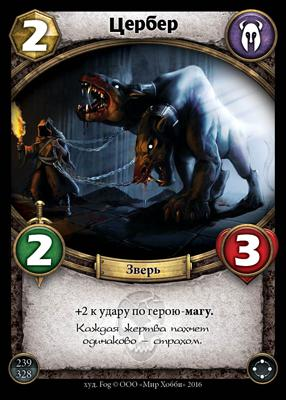 2
Цербер
2
3
Зверь
+2 к удару по герою-магу.
Каждая жертва пахнет
одинаково – страхом.
239
328
худ. Fog © ООО «Мир Хобби» 2016